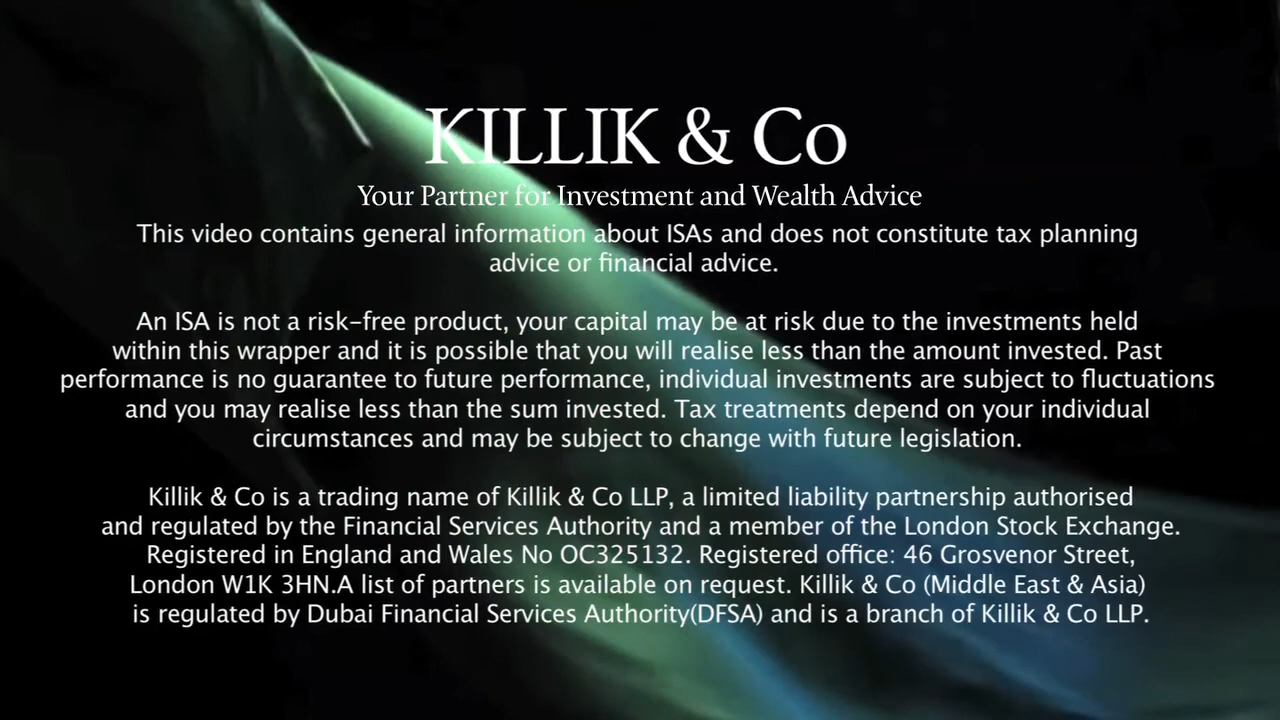 KILLIK & Co
Your Partner for Investment and Wealth Advice
This video contains general information about ISAs and does not constitute tax planning
advice or financial advice.
An ISA is not a risk-free product, your capital may be at risk due to the investments held
within this wrapper and it is possible that you will realise less than the amount invested. Past
performance is no guarantee to future performance, individual investments are subject to fluctuations
and you may realise less than the sum invested. Tax treatments depend on your individual
circumstances and may be subject to change with future legislation.
Killik & Co is a trading name of Killik & Co LLP, a limited liability partnership authorised
and regulated by the Financial Services Authority and a member of the London Stock Exchange.
Registered in England and Wales No OC325132. Registered office: 46 Grosvenor Street,
London W1K 3HN.A list of partners is available on request. Killik & Co (Middle East & Asia)
is regulated by Dubai Financial Services Authority(DFSA) and is a branch of Killik & Co LLP.